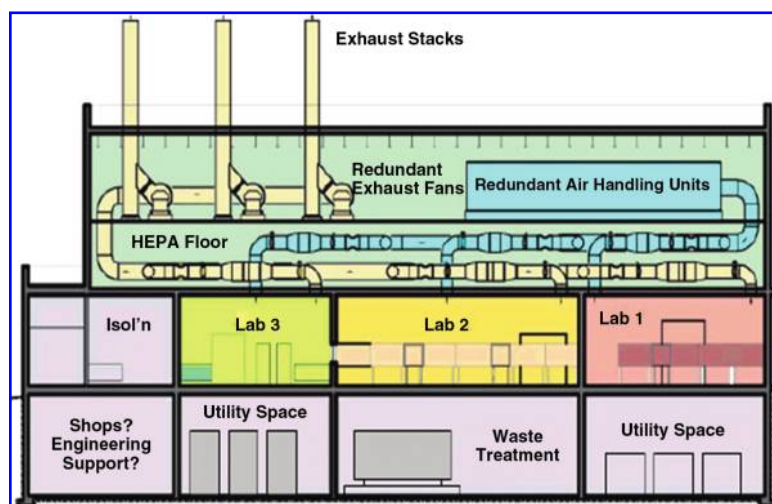 Exhaust Stacks
Redundant
Exhaust Fans
Redundant Air Handling Units
HEPA Floor
Isol'n
Lab 3
Lab 2
Lab 1
Shops?
Engineering
Support?
Utility Space
Waste
Treatment
Utility Space